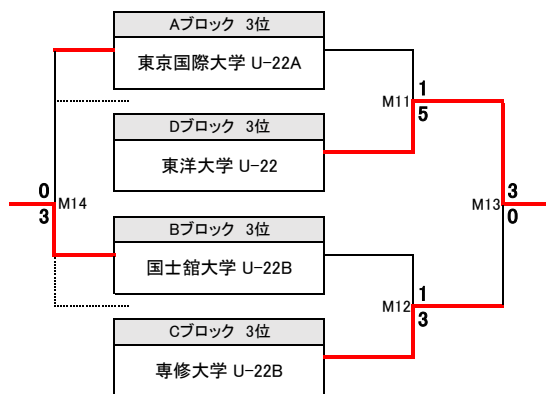 Aブロック 3位
東京国際大学 U-22A
M11
1
5
Dブロック 3位
東洋大学 U-22
0
3
M14
M13
3
0
Bブロック 3位
国士舘大学 U-22B
M12
1
3
Cブロック 3位
専修大学 U-22B